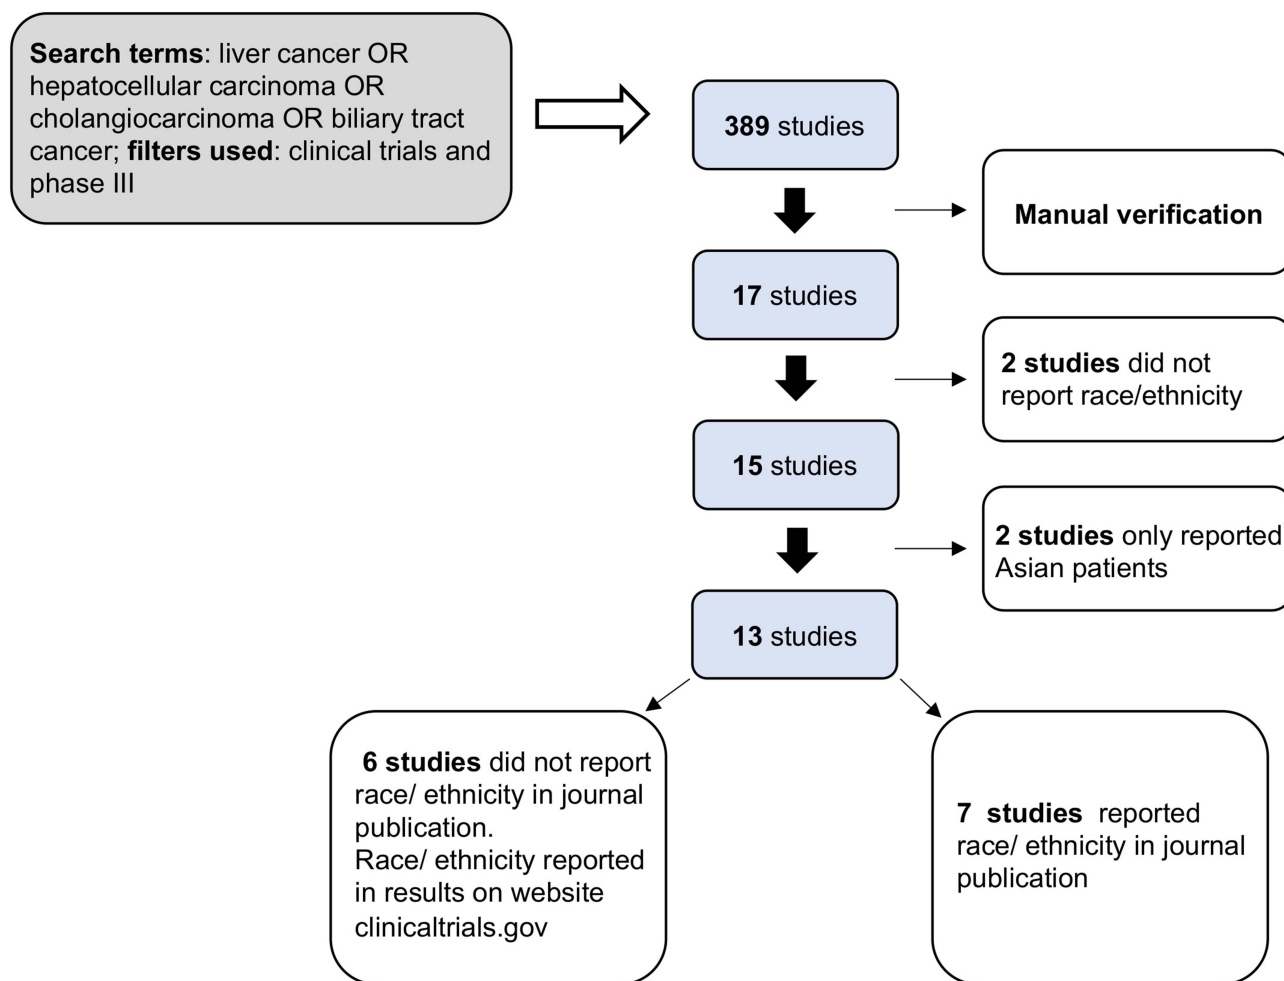 Search terms: liver cancer OR
hepatocellular carcinoma OR
cholangiocarcinoma OR biliary tract
cancer; filters used: clinical trials and
phase III
389 studies
Manual verification
17 studies
2 studies did not
report race/ethnicity
15 studies
2 studies only reported
Asian patients
13 studies
6 studies did not report
race/ ethnicity in journal
publication.
Race/ ethnicity reported
in results on website
clinicaltrials.gov
7 studies reported
race/ ethnicity in journal
publication